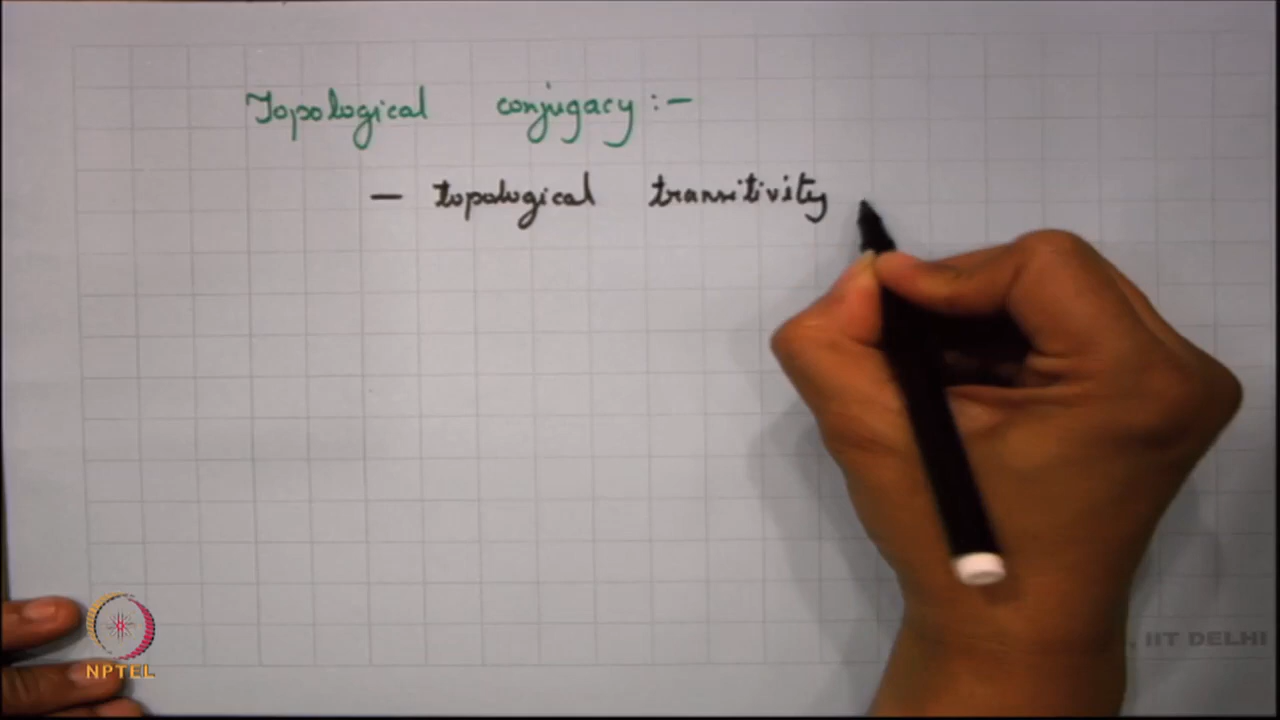 Topological conjugacy :-
- topological transitivity
NPTEL
, IIT DELHI